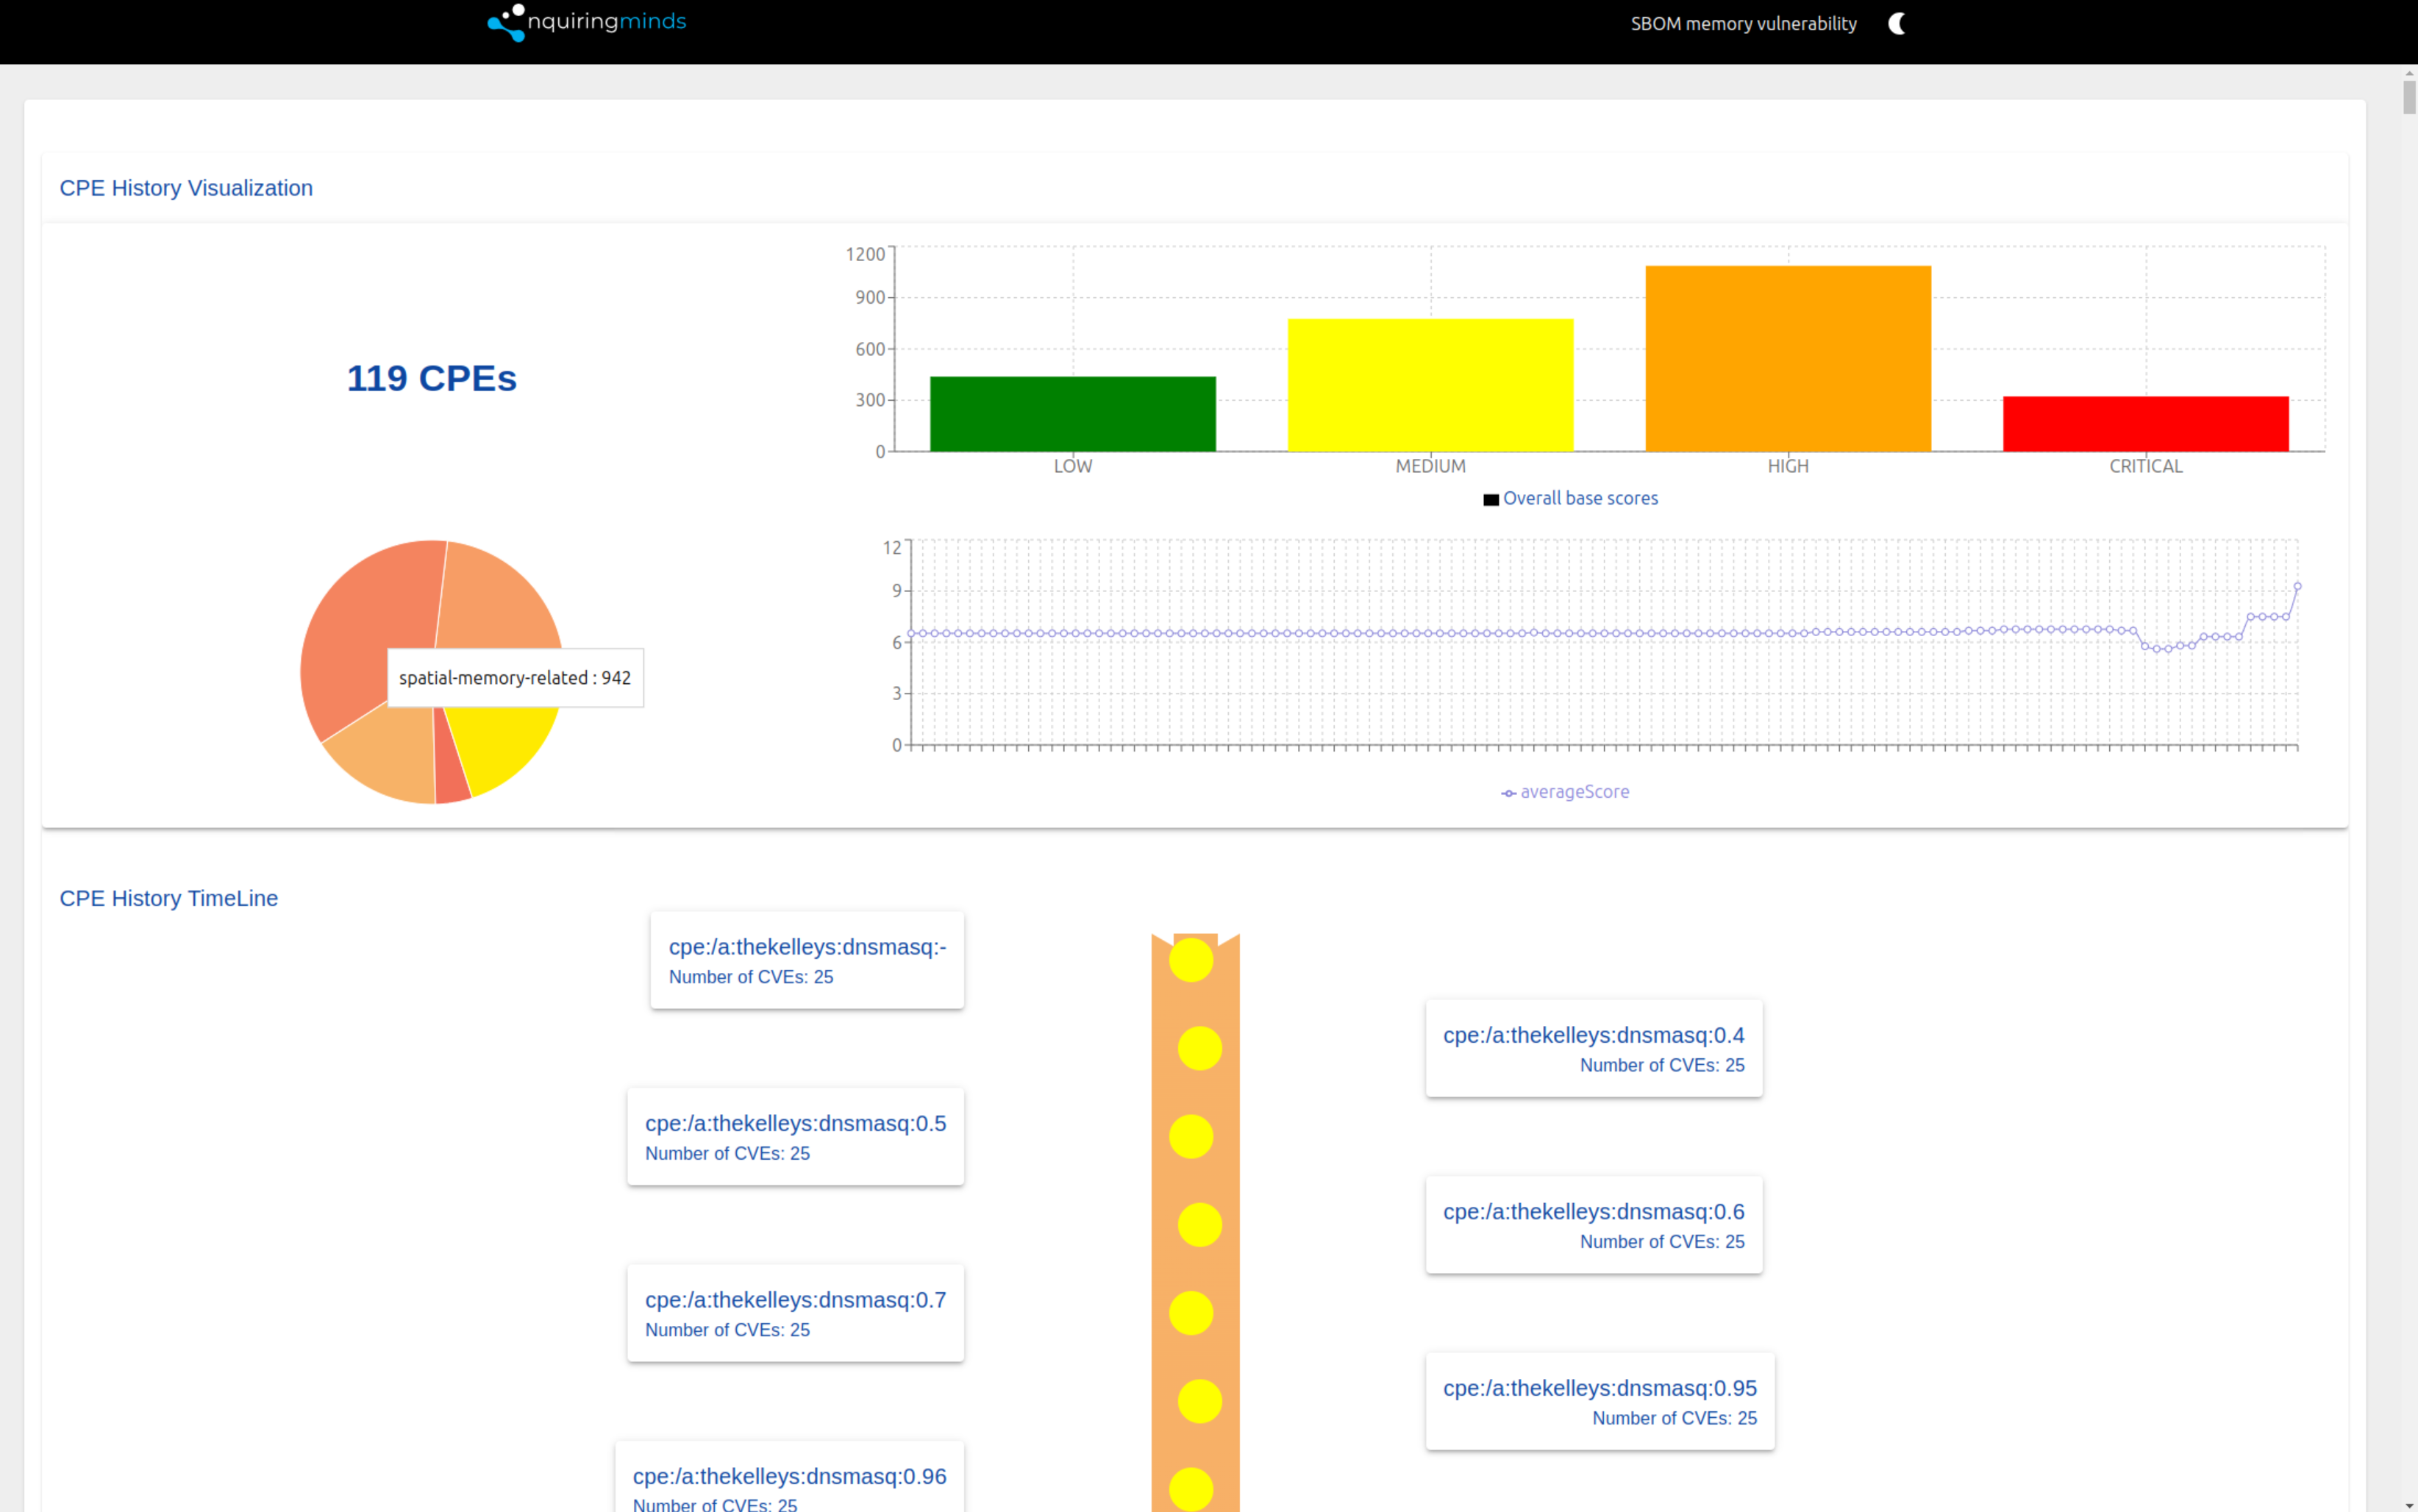 nquiringminds
SBOM memory vulnerability
CPE History Visualization
119 CPEs
1200
900
600
300
0
LOW MEDIUM HIGH CRITICAL
Overall base scores
spatial-memory-related : 942
12
9
6
3
0
averageScore
CPE History TimeLine
cpe:/a:thekelleys:dnsmasq:-
Number of CVEs: 25
cpe:/a:thekelleys:dnsmasq:0.4
Number of CVEs: 25
cpe:/a:thekelleys:dnsmasq:0.5
Number of CVEs: 25
cpe:/a:thekelleys:dnsmasq:0.6
Number of CVEs: 25
cpe:/a:thekelleys:dnsmasq:0.7
Number of CVEs: 25
cpe:/a:thekelleys:dnsmasq:0.95
Number of CVEs: 25
cpe:/a:thekelleys:dnsmasq:0.96
Number of CVEs: 25